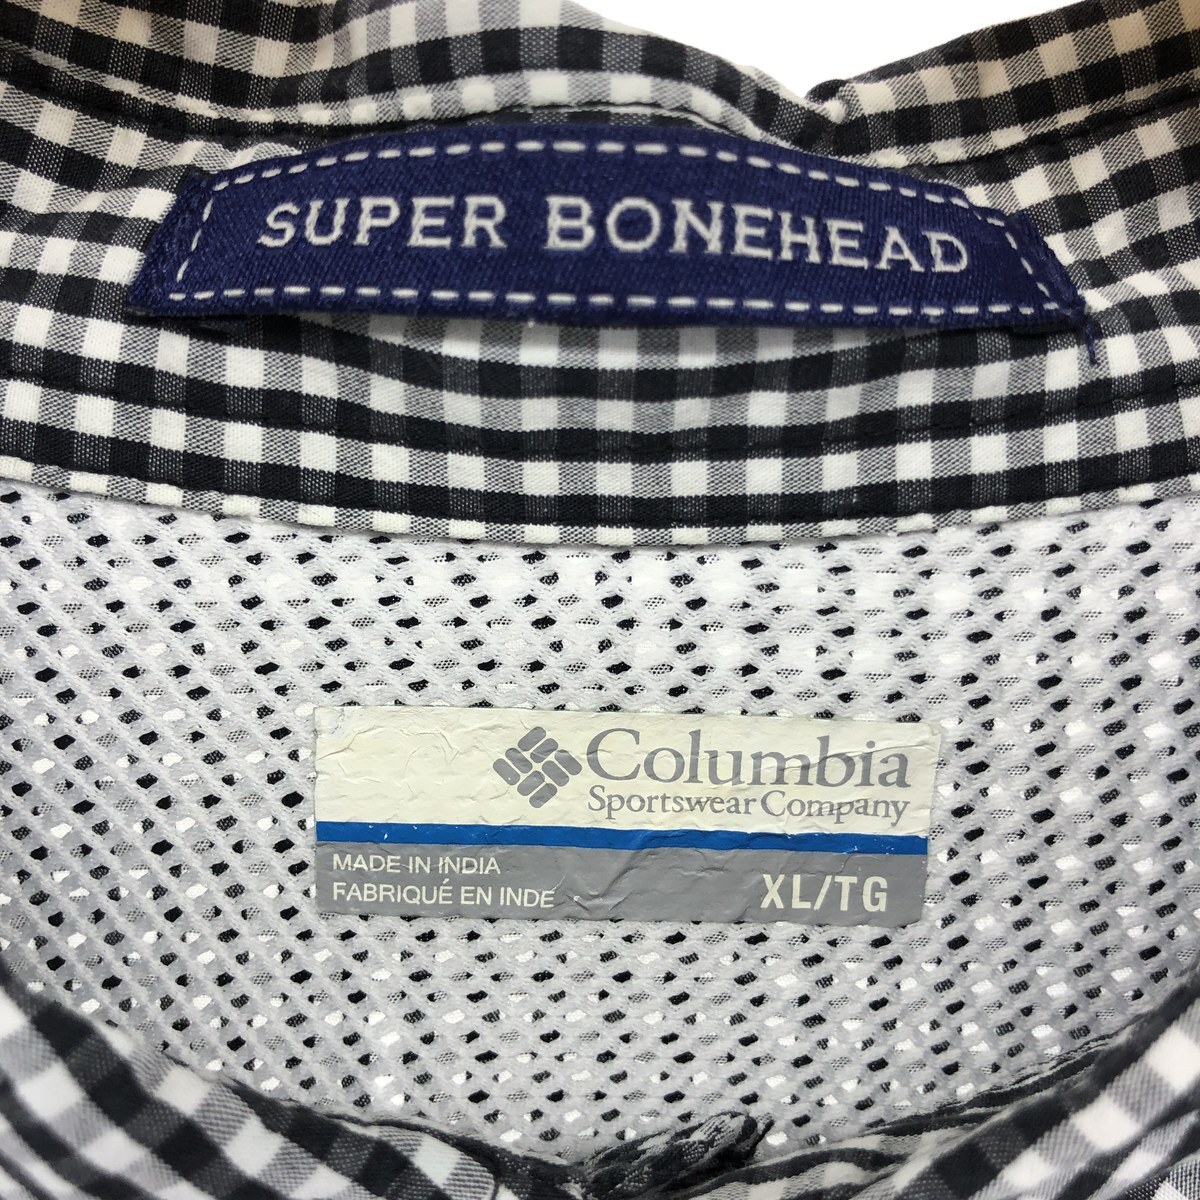 SUPER BONEHEAD
Columbia
Sportswear Company
MADE IN INDIA
FABRIQUÉ EN INDE
XL/TG